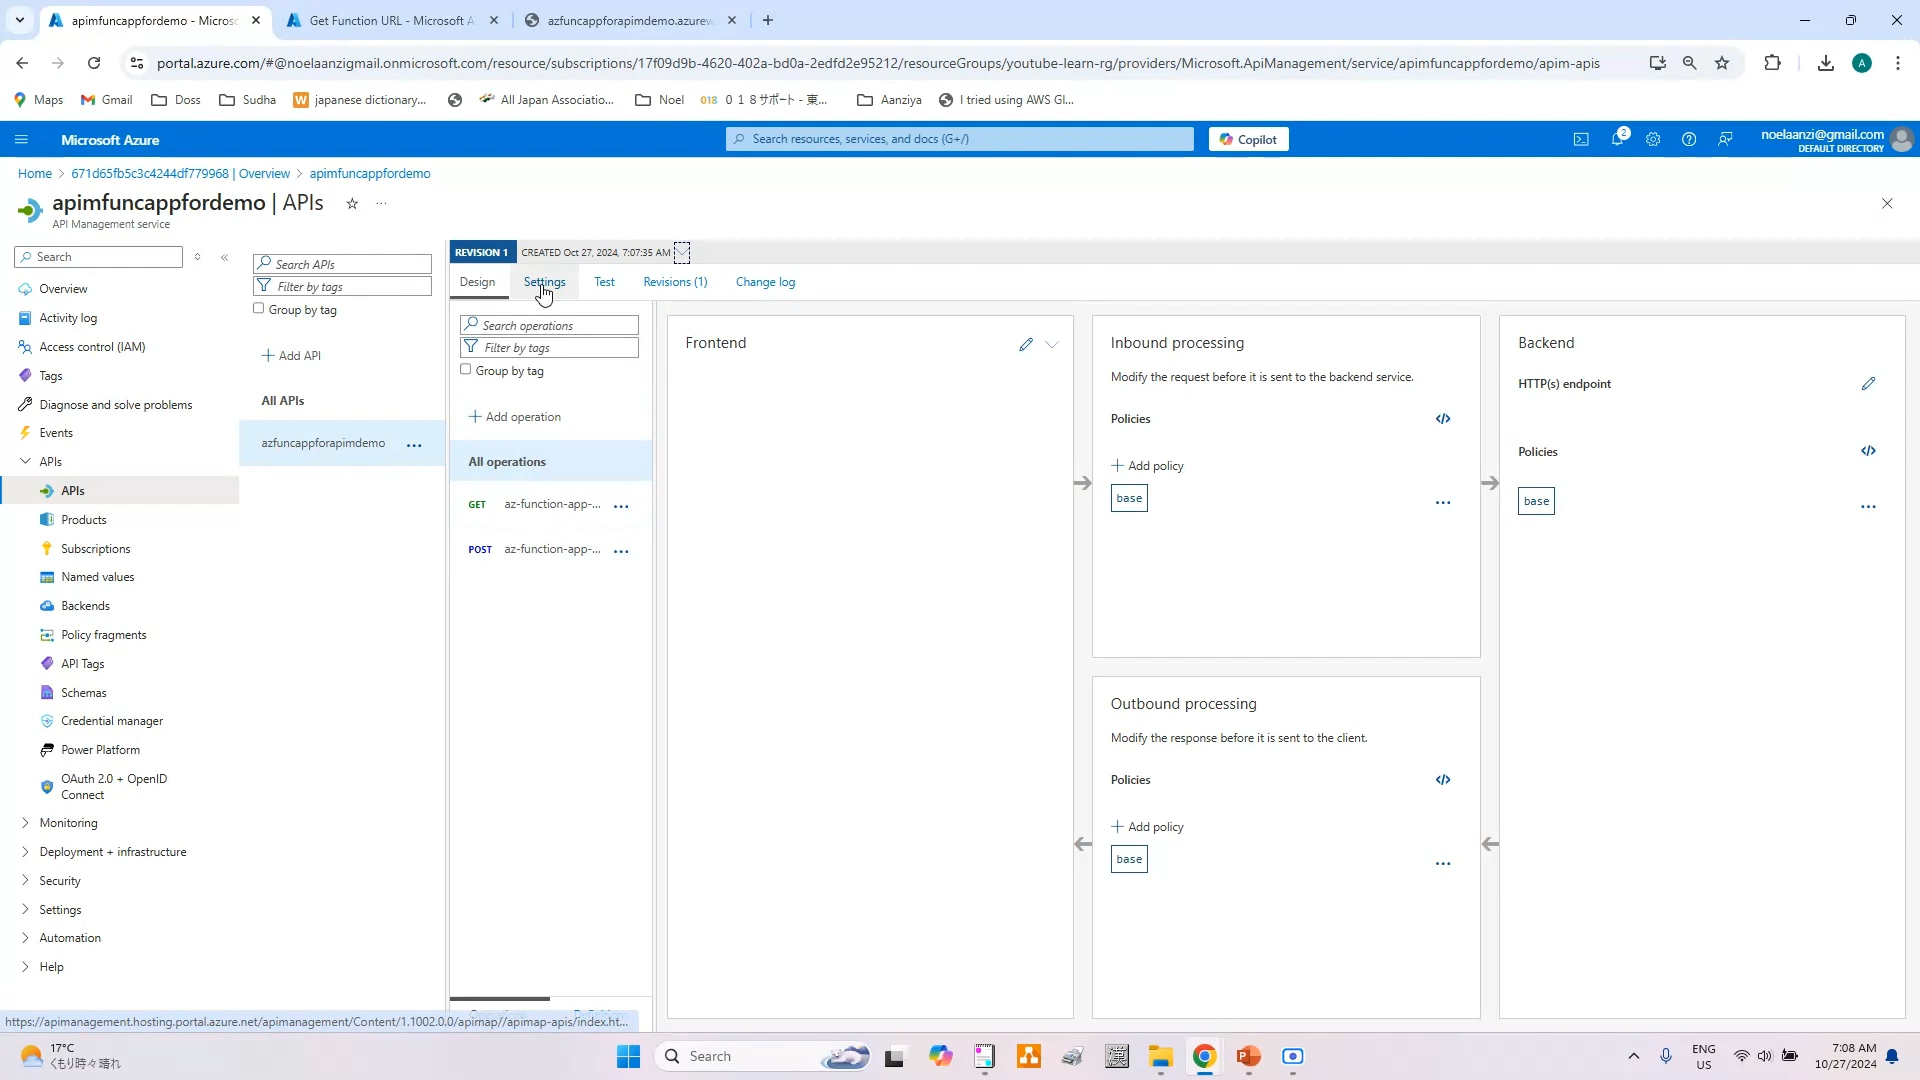 apimfuncappfordemo - Micros
Get Function URL - Microsoft A
azfuncappforapimdemo.azurew
portal.azure.com/#@noelaanzigmail.onmicrosoft.com/resource/subscriptions/17f09d9b-4620-402a-bd0a-2edfd2e95212/resourceGroups/youtube-learn-rg/providers/Microsoft.ApiManagement/service/apimfuncappfordemo/apim-apis
A
Maps
Gmail
Doss
Sudha
W japanese dictionary...
All Japan Associatio...
Noel
018 ０１８サポート - 東...
Aanziya
I tried using AWS Gl...
Microsoft Azure
Search resources, services, and docs (G+/)
Copilot
2
noelaanzi@gmail.com
DEFAULT DIRECTORY
Home > 671d65fb5c3c4244df779968 | Overview > apimfuncappfordemo
apimfuncappfordemo | APIs
API Management service
Search
Overview
Activity log
Access control (IAM)
Tags
Diagnose and solve problems
Events
APIs
APIs
Products
Subscriptions
Named values
Backends
Policy fragments
API Tags
Schemas
Credential manager
Power Platform
OAuth 2.0 + OpenID
Connect
Monitoring
Deployment + infrastructure
Security
Settings
Automation
Help
Search APIs
Filter by tags
Group by tag
Add API
All APIs
azfuncappforapimdemo
REVISION 1
CREATED Oct 27, 2024, 7:07:35 AM
Design
Settings
Test
Revisions (1)
Change log
Search operations
Filter by tags
Group by tag
Add operation
All operations
GET az-function-app-...
POST az-function-app-...
Frontend
Inbound processing
Modify the request before it is sent to the backend service.
Policies
</>
Add policy
base
Outbound processing
Modify the response before it is sent to the client.
Policies
</>
Add policy
base
Backend
HTTP(s) endpoint
Policies
</>
base
https://apimanagement.hosting.portal.azure.net/apimanagement/Content/1.1002.0.0/apimap//apimap-apis/index.ht...
17°C
くもり時々晴れ
Search
漢
ENG
US
7:08 AM
10/27/2024